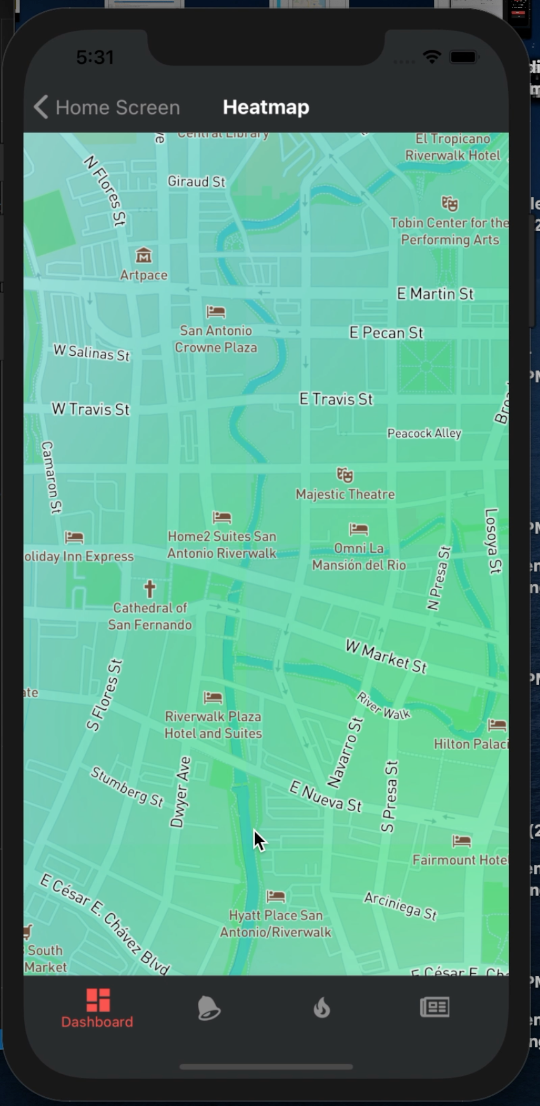 5:31
Home Screen
Heatmap
Central Library
El Tropicano
Riverwalk Hotel
N Flores St
Giraud St
Tobin Center for the
Performing Arts
Artpace
E Martin St
San Antonio
Crowne Plaza
E Pecan St
W Salinas St
E Travis St
W Travis St
Peacock Alley
Camaron St
Majestic Theatre
Losoya St
Home2 Suites San
Antonio Riverwalk
Omni La
Mansión del Rio
oliday Inn Express
N Presa St
Cathedral of
San Fernando
W Market St
S Flores St
River Walk
Riverwalk Plaza
Hotel and Suites
Navarro St
Hilton Palaci
Stumberg St
Dwyer Ave
E Nueva St
S Presa St
Fairmount Hote
E César E. Chávez Blvd
Hyatt Place San
Antonio/Riverwalk
Arciniega St
South
Market
E César E. Ch
Dashboard